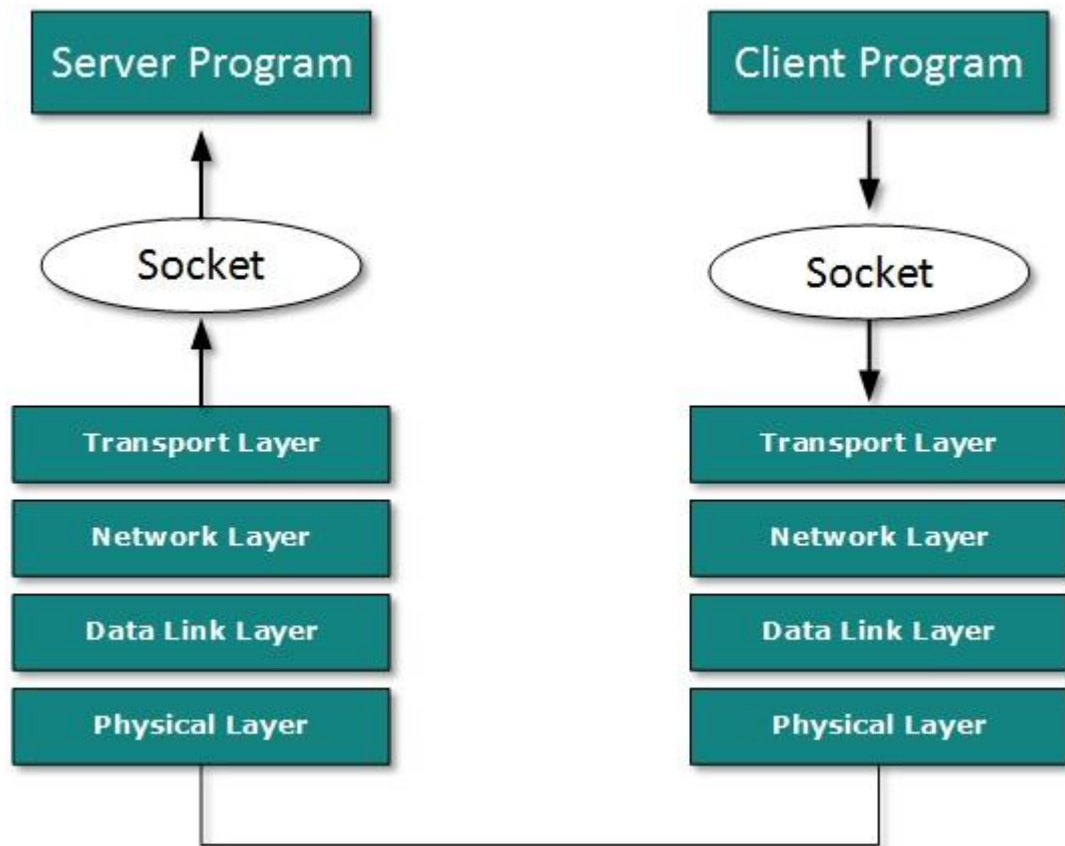 Server Program
Client Program
Socket
Socket
Transport Layer
Transport Layer
Network Layer
Network Layer
Data Link Layer
Data Link Layer
Physical Layer
Physical Layer